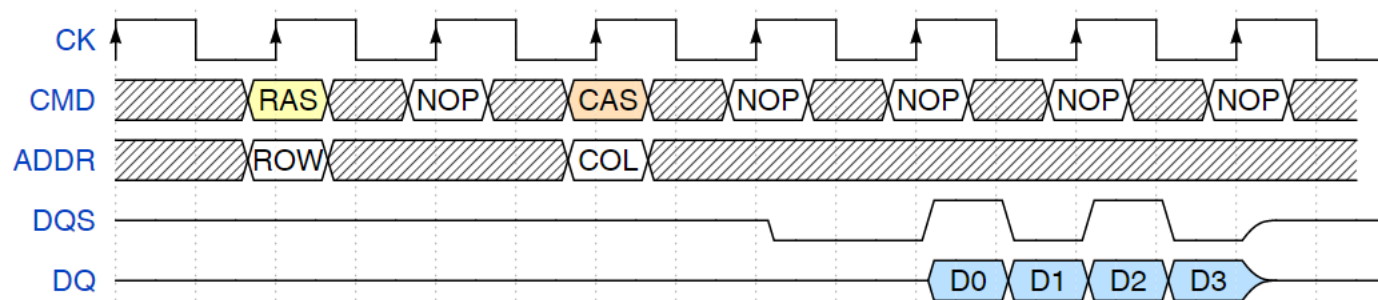 CK
CMD RAS NOP CAS NOP NOP NOP NOP
ADDR ROW COL
DQS
DQ D0 D1 D2 D3